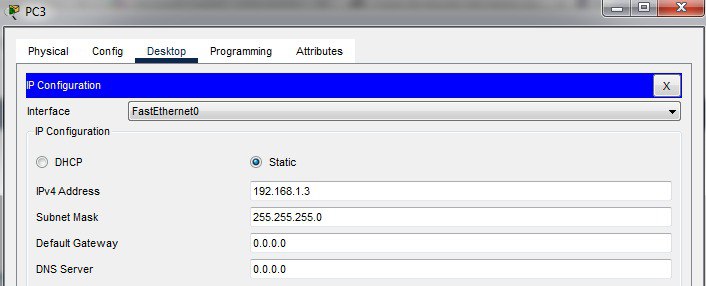 PC3
Physical Config Desktop Programming Attributes
IP Configuration X
Interface FastEthernet0
IP Configuration
DHCP Static
IPv4 Address 192.168.1.3
Subnet Mask 255.255.255.0
Default Gateway 0.0.0.0
DNS Server 0.0.0.0